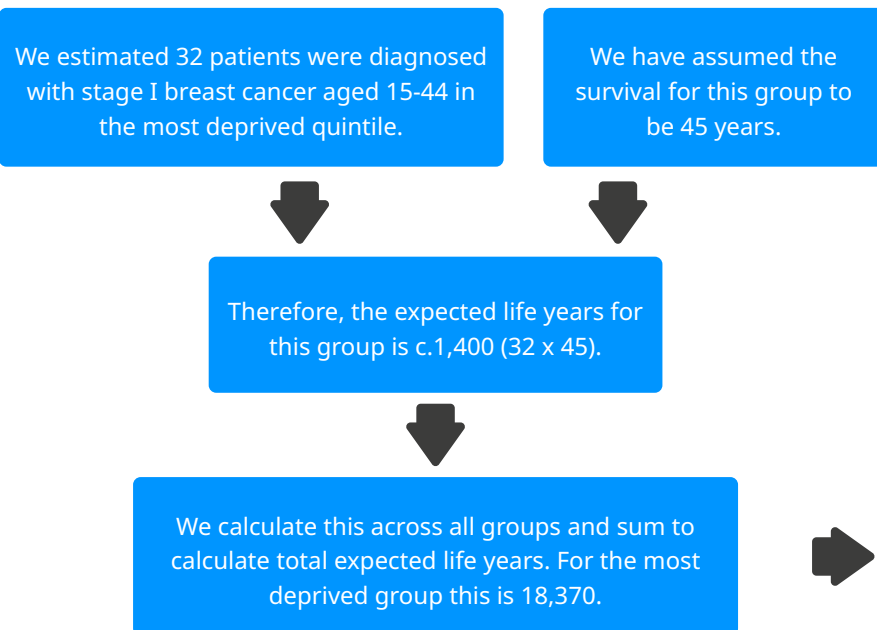 We estimated 32 patients were diagnosed
with stage I breast cancer aged 15-44 in
the most deprived quintile.
We have assumed the
survival for this group to
be 45 years.
Therefore, the expected life years for
this group is c.1,400 (32 x 45).
We calculate this across all groups and sum to
calculate total expected life years. For the most
deprived group this is 18,370.